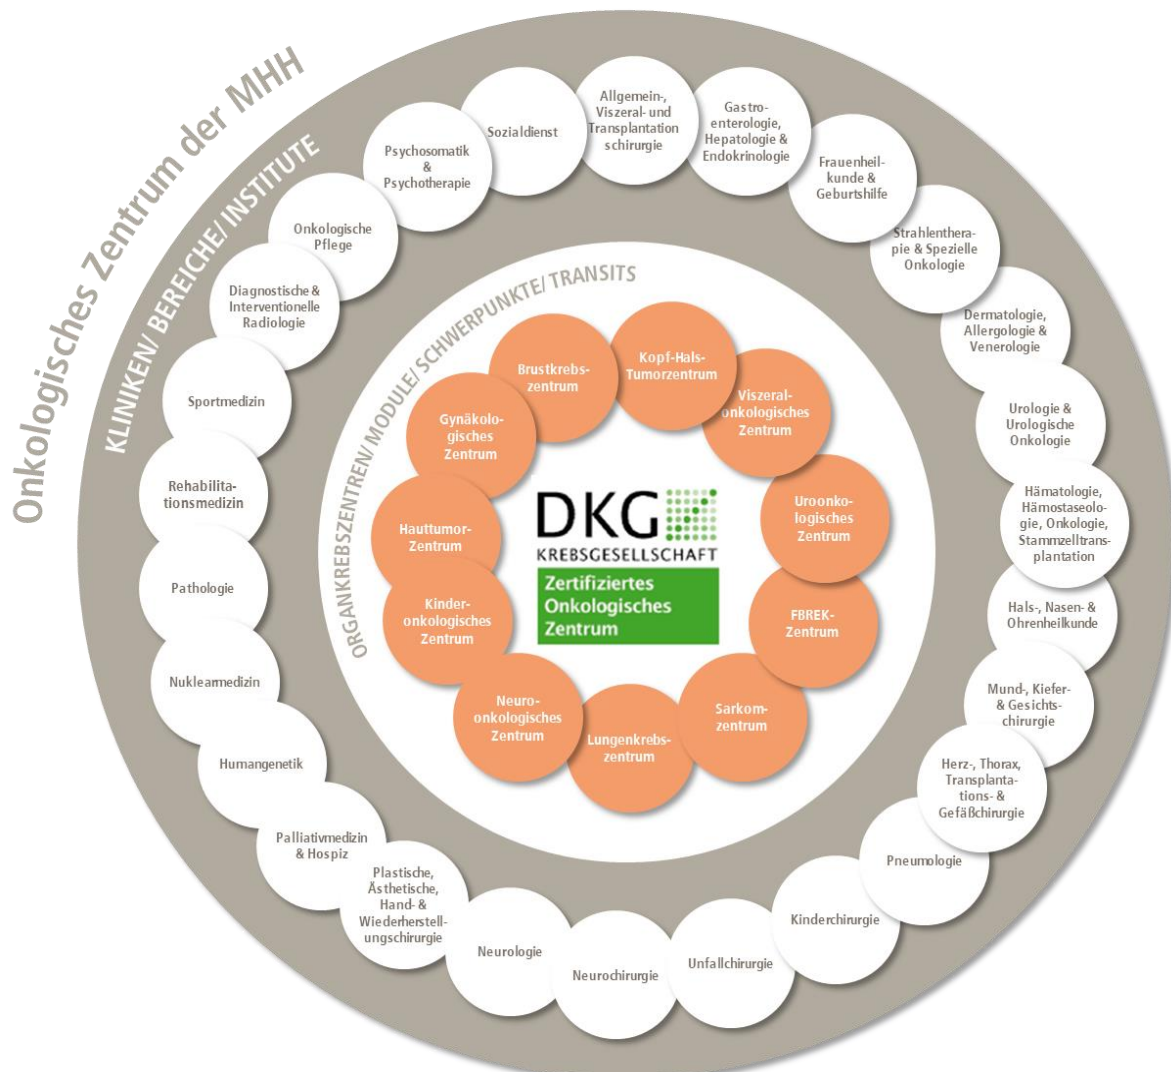 Onkologisches Zentrum der MHH
KLINIKEN/ BEREICHE/ INSTITUTE
Sozialdienst
Allgemein-,
Viszeral- und
Transplantation
schirurgie
Gastro-
enterologie,
Hepatologie &
Endokrinologie
Frauenheil-
kunde &
Geburtshilfe
Strahlenthera-
pie & Spezielle
Onkologie
Dermatologie,
Allergologie &
Venerologie
Urologie &
Urologische
Onkologie
Hämatologie,
Hämostaseolo-
gie, Onkologie,
Stammzelltrans-
plantation
Hals-, Nasen- &
Ohrenheilkunde
Mund-, Kiefer-
& Gesichts-
chirurgie
Herz-, Thorax,
Transplanta-
tions- &
Gefäßchirurgie
Pneumologie
Kinderchirurgie
Unfallchirurgie
Neurochirurgie
Neurologie
Plastische,
Ästhetische,
Hand- &
Wiederherstell-
ungschirurgie
Palliativmedizin
& Hospiz
Humangenetik
Nuklearmedizin
Pathologie
Rehabilita-
tionsmedizin
Sportmedizin
Diagnostische &
Interventionelle
Radiologie
Onkologische
Pflege
Psychosomatik
&
Psychotherapie
ORGANKREBSZENTREN/ MODULE/ SCHWERPUNKTE/ TRANSITS
Brustkrebs-
zentrum
Kopf-Hals-
Tumorzentrum
Viszeral-
onkologisches
Zentrum
Uroonko-
logisches
Zentrum
FBREK-
Zentrum
Sarkom-
zentrum
Lungenkrebs-
zentrum
Neuro-
onkologisches
Zentrum
Kinder-
onkologisches
Zentrum
Hauttumor-
Zentrum
Gynäkolo-
gisches
Zentrum
DKG
KREBSGESELLSCHAFT
Zertifiziertes
Onkologisches
Zentrum